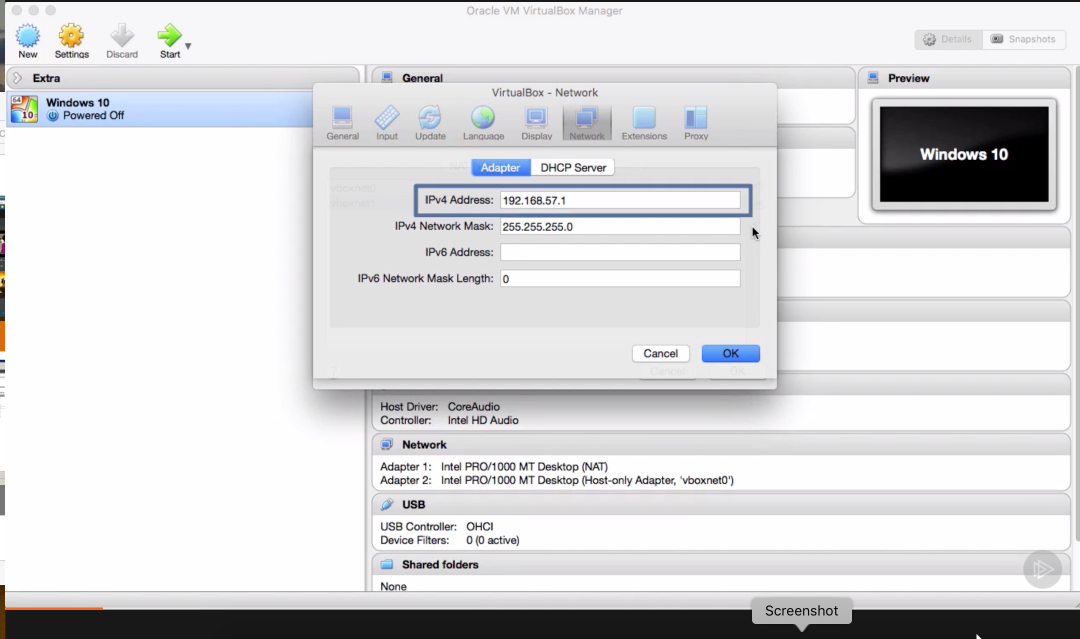 Oracle VM VirtualBox Manager
New
Settings
Discard
Start
Details
Snapshots
Extra
Windows 10
Powered Off
64
10
General
Preview
Windows 10
VirtualBox - Network
General
Input
Update
Language
Display
Network
Extensions
Proxy
Adapter
DHCP Server
vboxnet0
vboxnet1
IPv4 Address: 192.168.57.1
IPv4 Network Mask: 255.255.255.0
IPv6 Address:
IPv6 Network Mask Length: 0
Cancel
OK
Cancel
OK
Host Driver: CoreAudio
Controller: Intel HD Audio
Network
Adapter 1: Intel PRO/1000 MT Desktop (NAT)
Adapter 2: Intel PRO/1000 MT Desktop (Host-only Adapter, 'vboxnet0')
USB
USB Controller: OHCI
Device Filters: 0 (0 active)
Shared folders
None
Screenshot